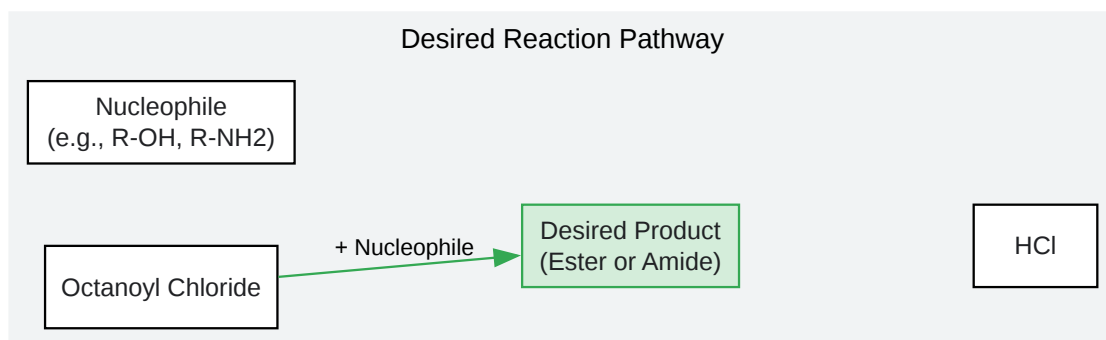 Desired Reaction Pathway
Nucleophile
(e.g., R-OH, R-NH2)
Octanoyl Chloride
+ Nucleophile
Desired Product
(Ester or Amide)
HCl